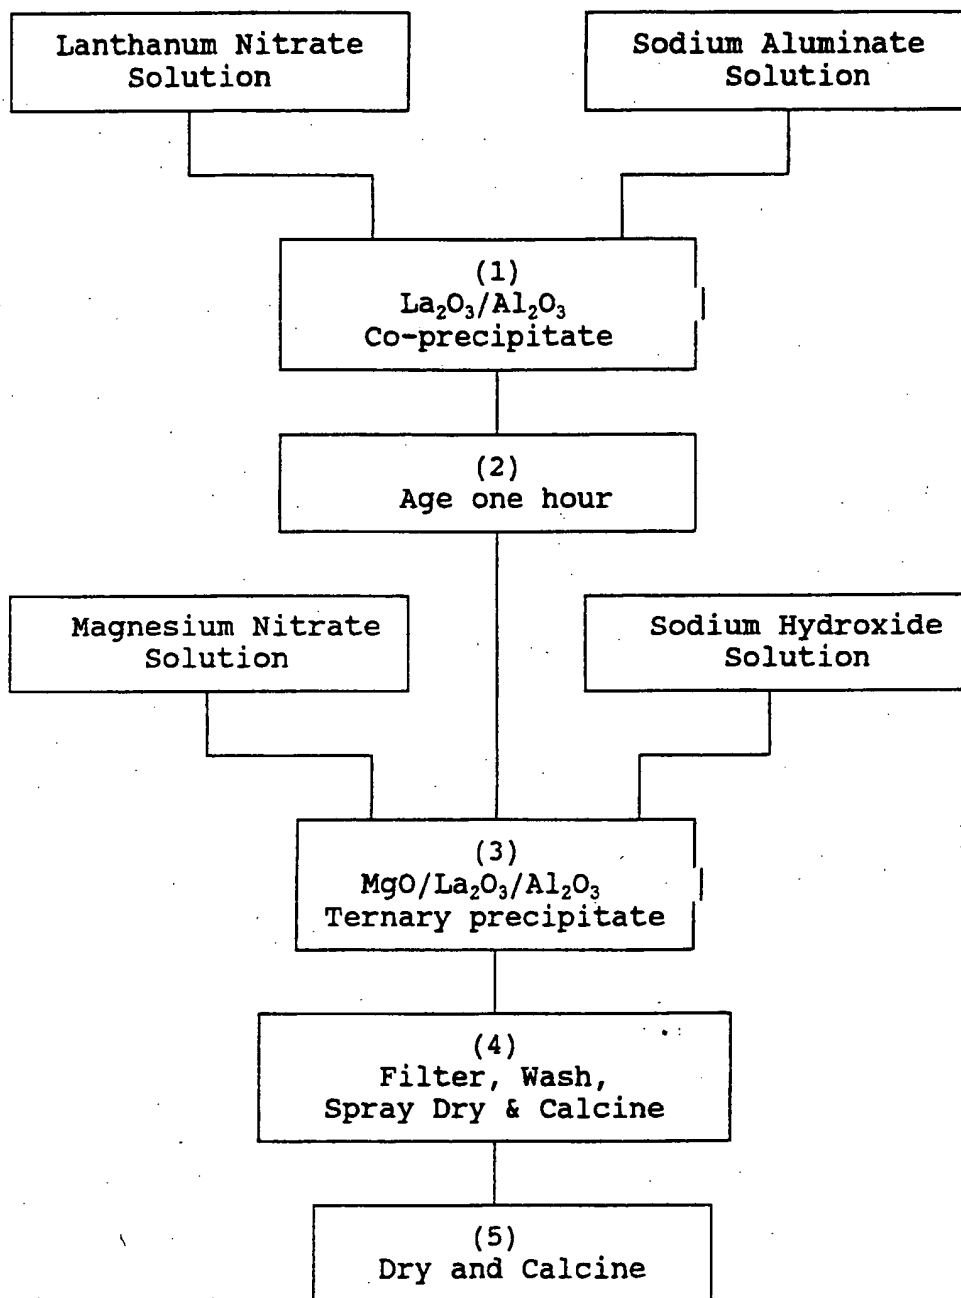 Lanthanum Nitrate
Solution
Sodium Aluminate
Solution
(1)
La₂O₃/Al₂O₃
Co-precipitate
(2)
Age one hour
Magnesium Nitrate
Solution
Sodium Hydroxide
Solution
(3)
MgO/La₂O₃/Al₂O₃
Ternary precipitate
(4)
Filter, Wash,
Spray Dry & Calcine
(5)
Dry and Calcine